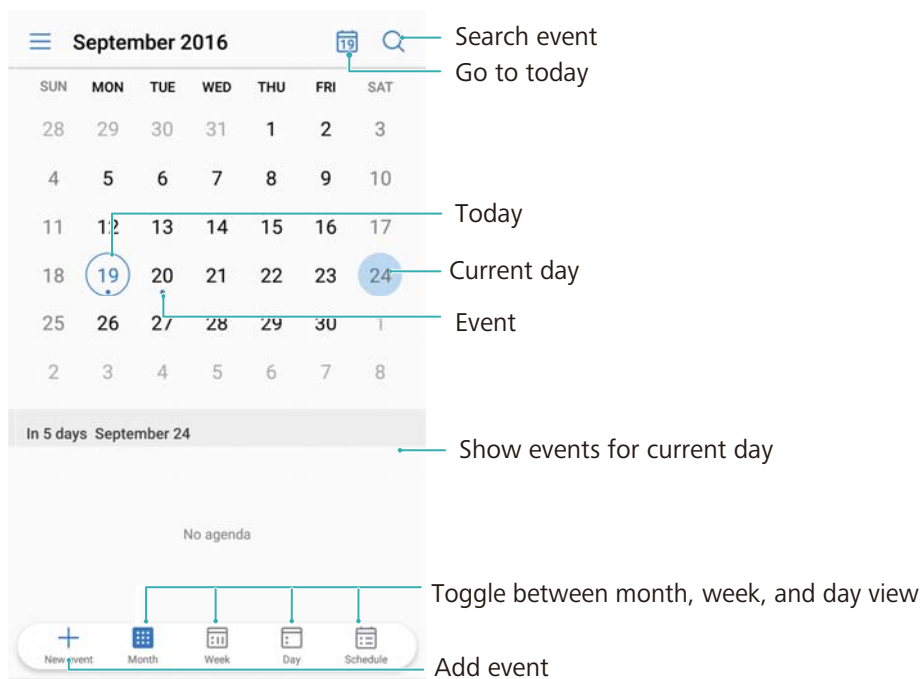 September 2016 19 Search event
Go to today
SUN MON TUE WED THU FRI SAT
28 29 30 31 1 2 3
4 5 6 7 8 9 10
Today
11 12 13 14 15 16 17
18 19 20 21 22 23 24 Current day
25 26 27 28 29 30 1 Event
2 3 4 5 6 7 8
In 5 days September 24
Show events for current day
No agenda
Toggle between month, week, and day view
New event Month Week Day Schedule
Add event